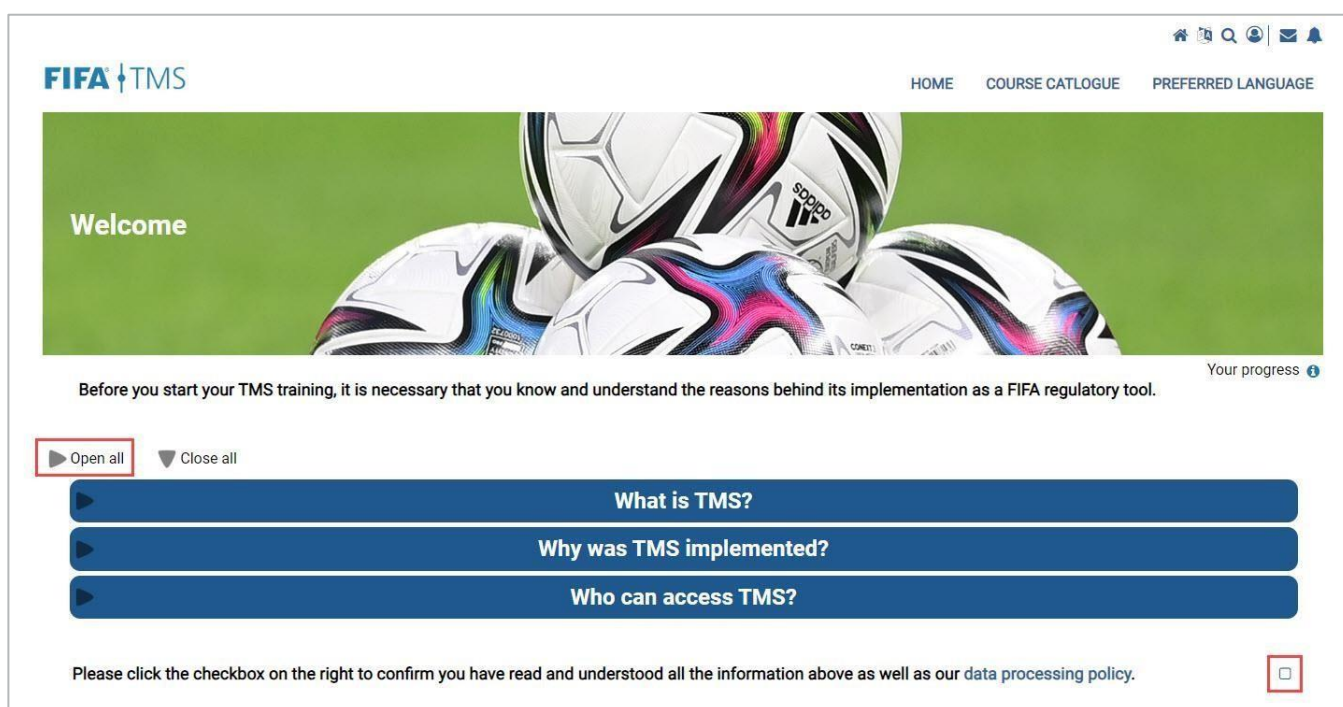 FIFA TMS
HOME COURSE CATLOGUE PREFERRED LANGUAGE
adidas
Welcome
CONEXT
Your progress
Before you start your TMS training, it is necessary that you know and understand the reasons behind its implementation as a FIFA regulatory tool.
Open all Close all
What is TMS?
Why was TMS implemented?
Who can access TMS?
Please click the checkbox on the right to confirm you have read and understood all the information above as well as our data processing policy.